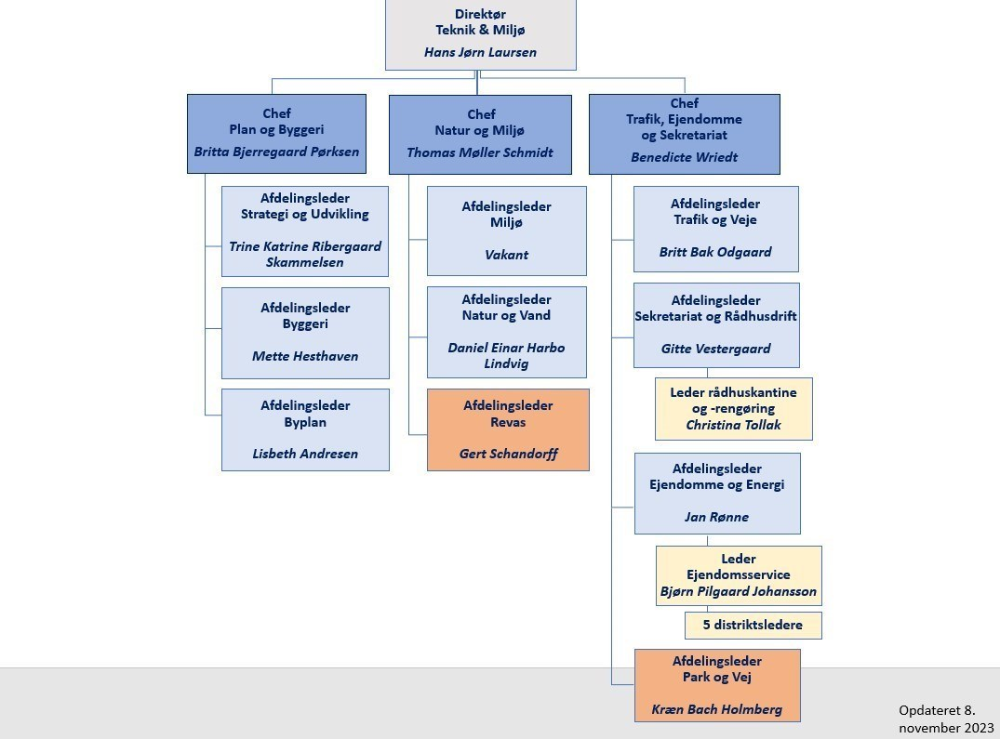 Direktør
Teknik & Miljø
Hans Jørn Laursen
Chef
Plan og Byggeri
Britta Bjerregaard Pørksen
Chef
Natur og Miljø
Thomas Møller Schmidt
Chef
Trafik, Ejendomme
og Sekretariat
Benedicte Wriedt
Afdelingsleder
Strategi og Udvikling
Trine Katrine Ribergaard
Skammelsen
Afdelingsleder
Byggeri
Mette Hesthaven
Afdelingsleder
Byplan
Lisbeth Andresen
Afdelingsleder
Miljø
Vakant
Afdelingsleder
Natur og Vand
Daniel Einar Harbo
Lindvig
Afdelingsleder
Revas
Gert Schandorff
Afdelingsleder
Trafik og Veje
Britt Bak Odgaard
Afdelingsleder
Sekretariat og Rådhusdrift
Gitte Vestergaard
Leder rådhuskantine
og -rengøring
Christina Tollak
Afdelingsleder
Ejendomme og Energi
Jan Rønne
Leder
Ejendomsservice
Bjørn Pilgaard Johansson
5 distriktsledere
Afdelingsleder
Park og Vej
Kræn Bach Holmberg
Opdateret 8.
november 2023